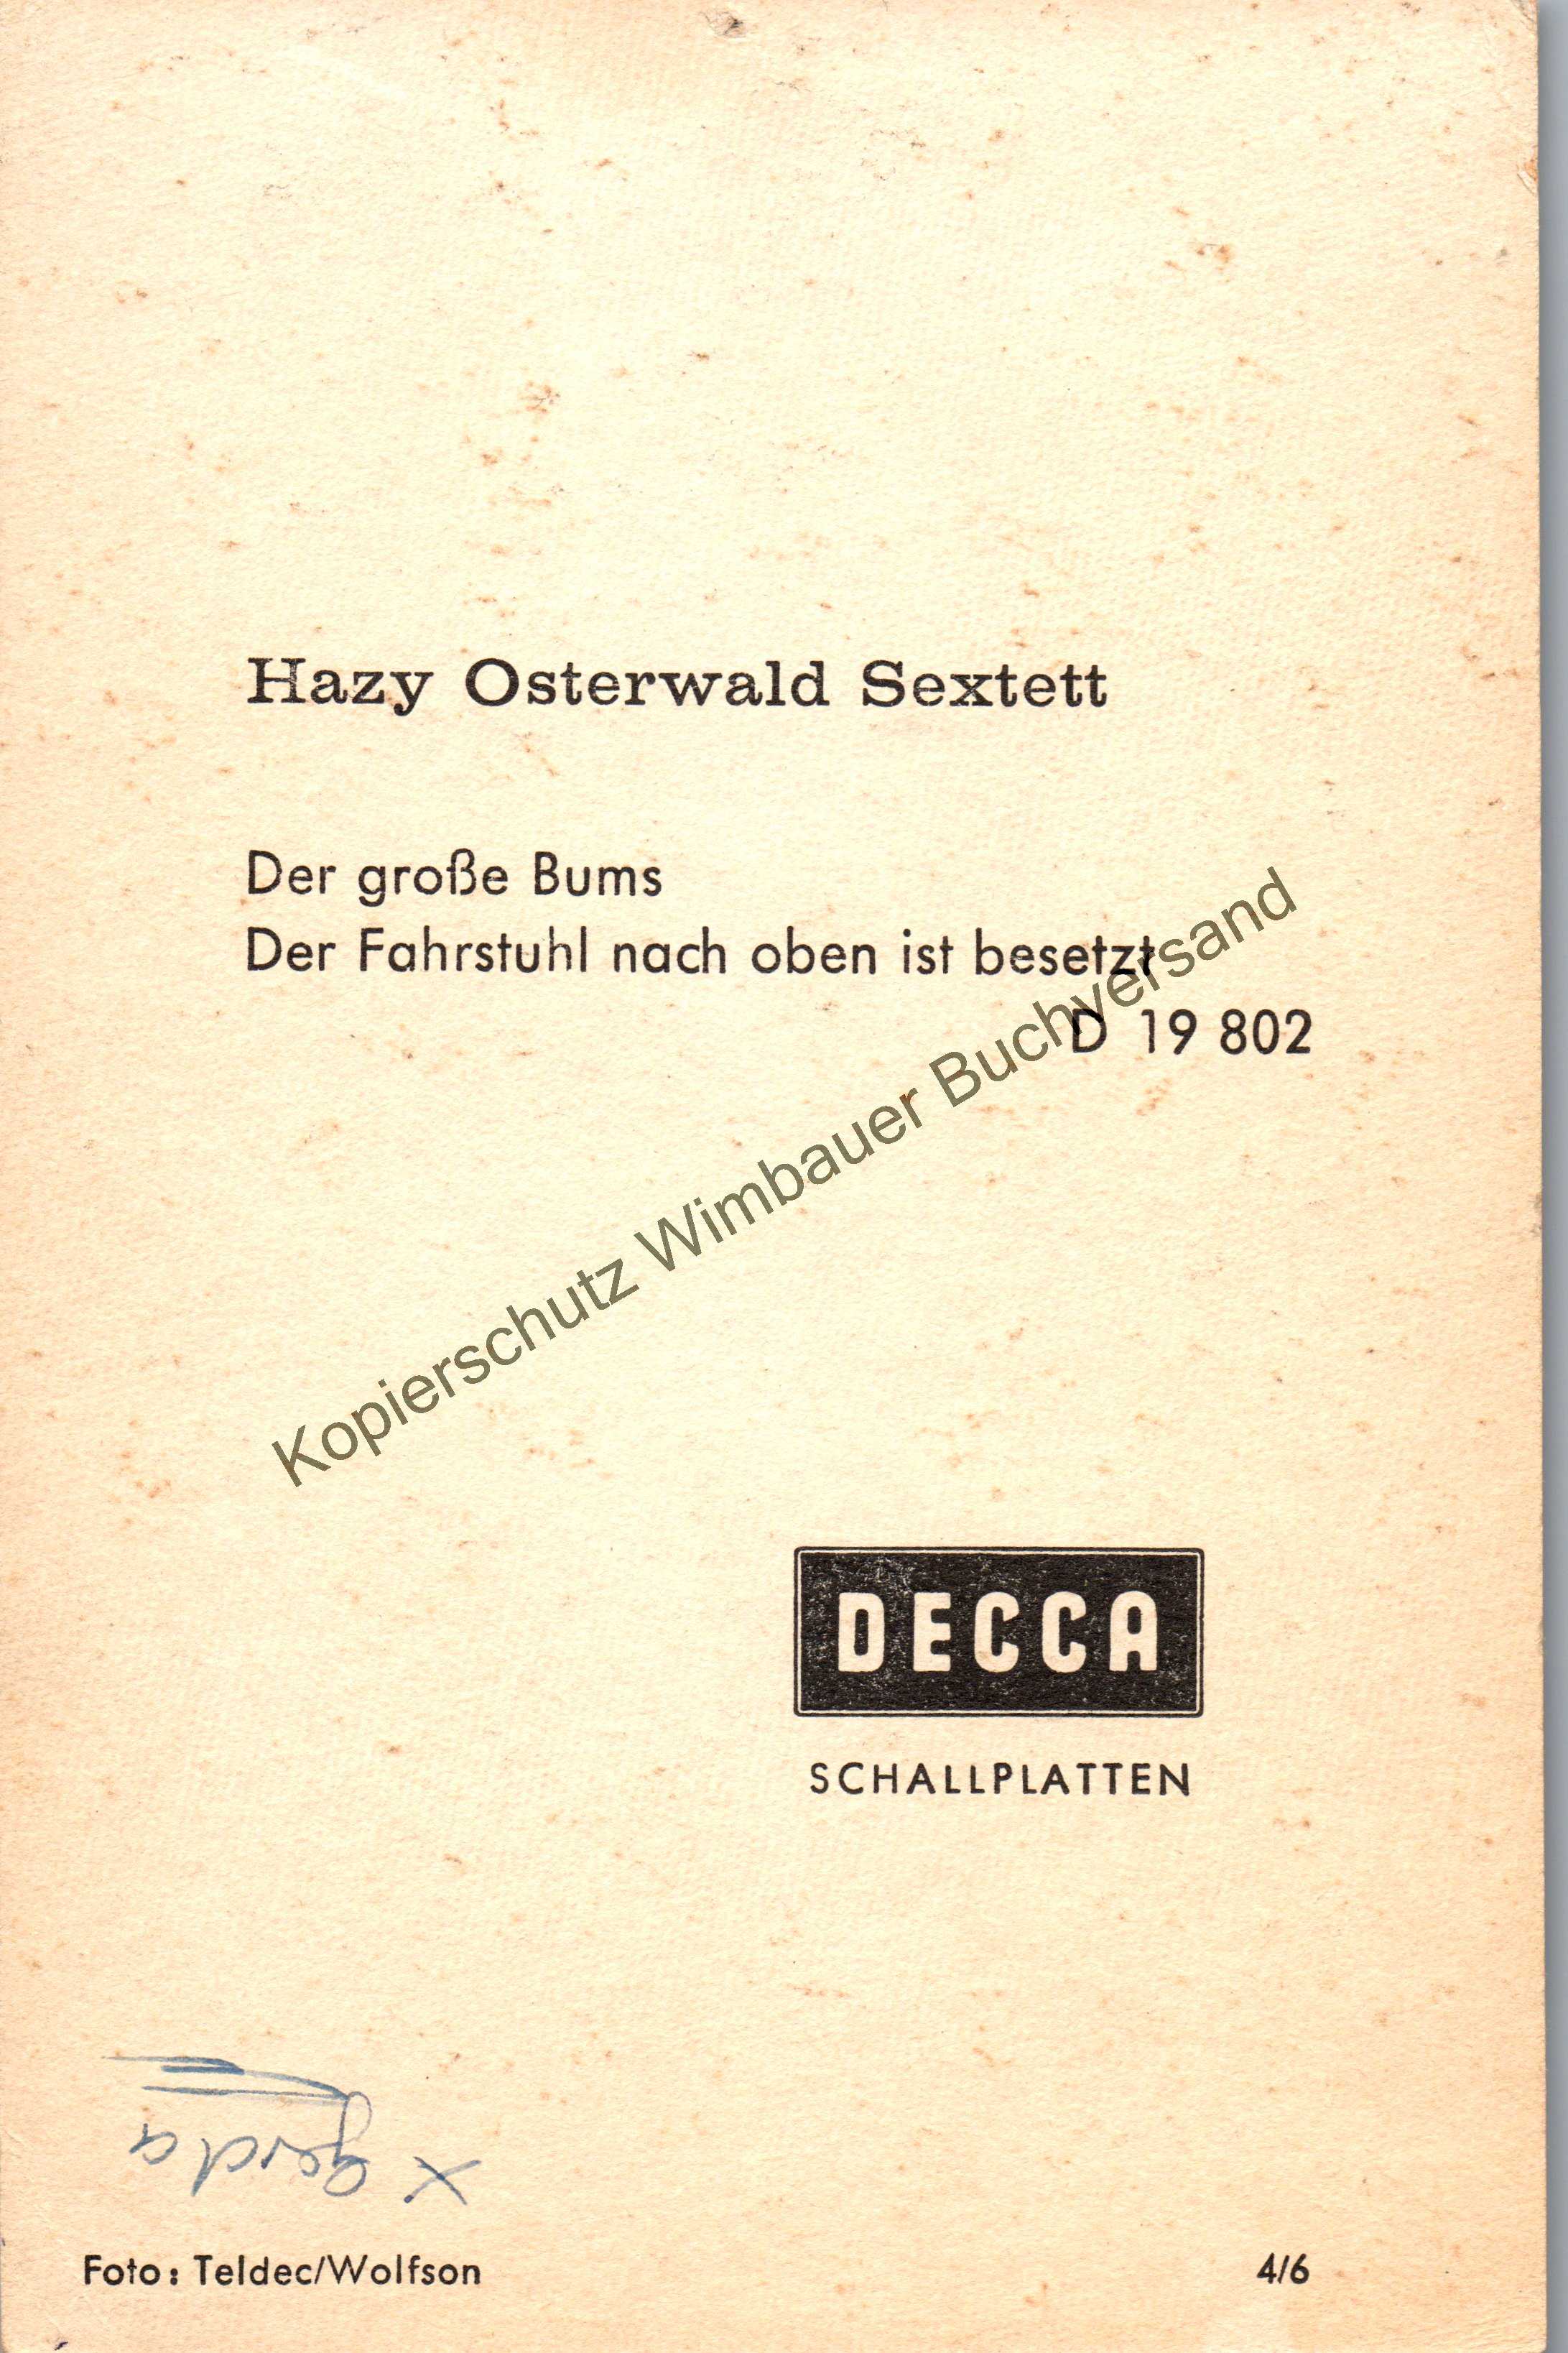 Hazy Osterwald Sextett
Der große Bums
Der Fahrstuhl nach oben ist besetzt
D 19 802
Kopierschutz Wimbauer Buchversand
DECCA
SCHALLPLATTEN
x gerda
Foto: Teldec/Wolfson
4/6